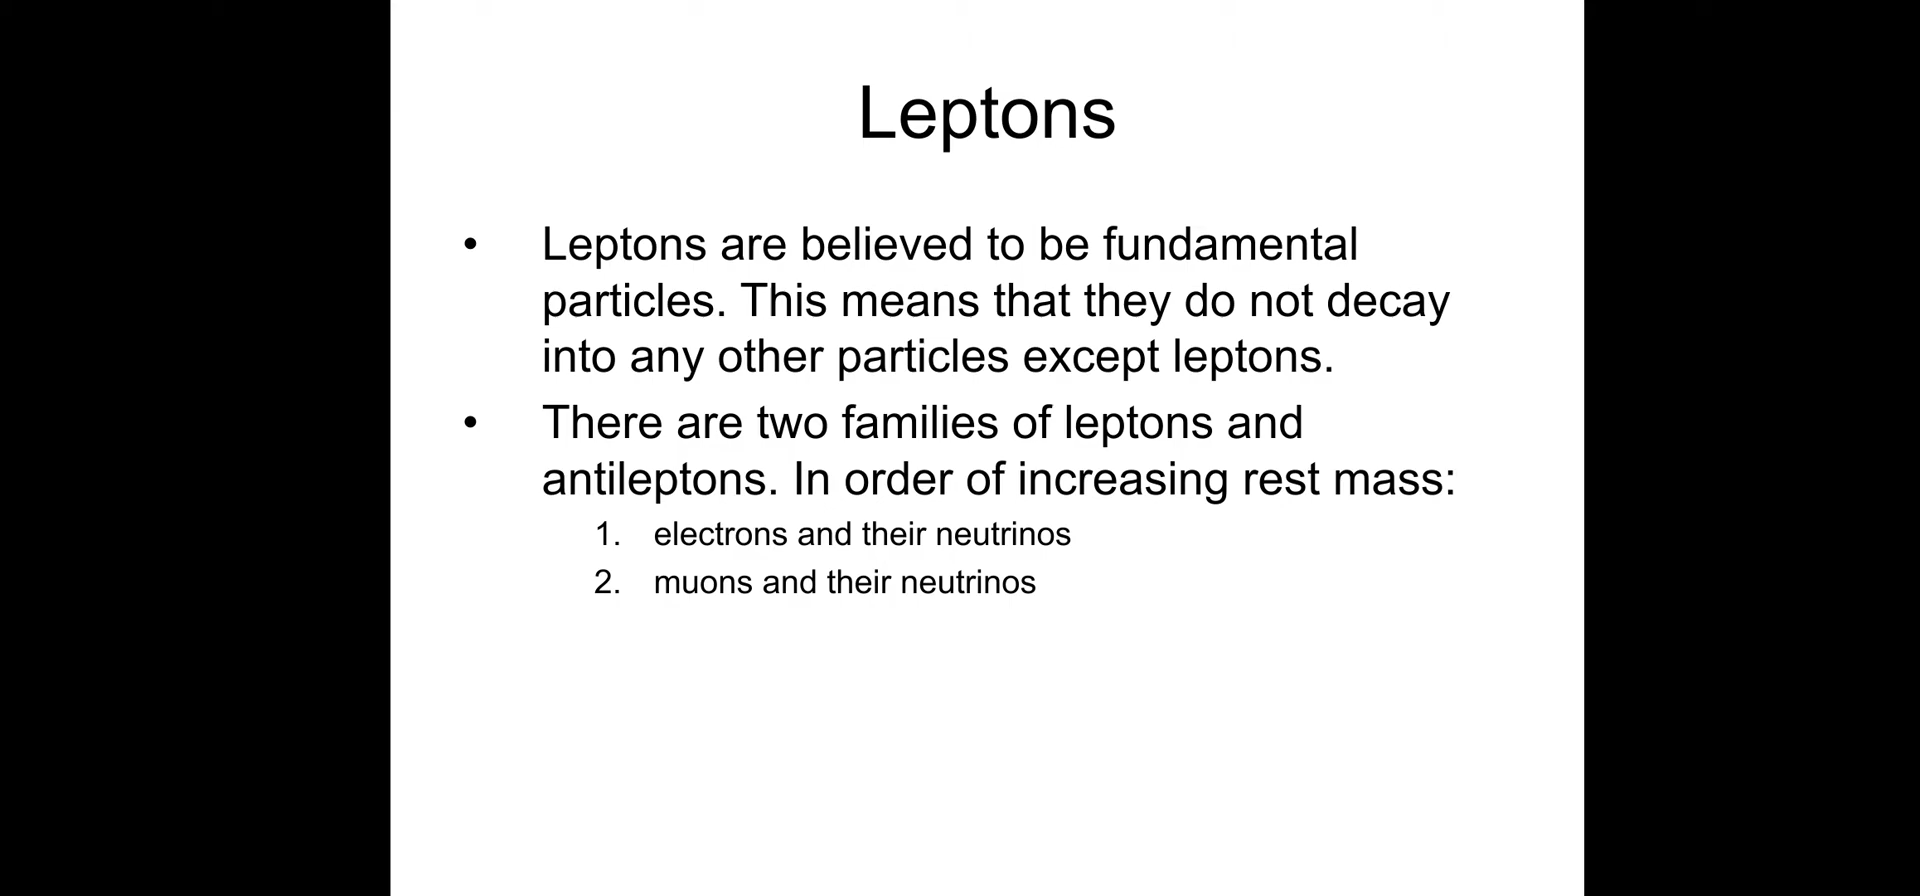 Leptons
• Leptons are believed to be fundamental
particles. This means that they do not decay
into any other particles except leptons.
• There are two families of leptons and
antileptons. In order of increasing rest mass:
1. electrons and their neutrinos
2. muons and their neutrinos